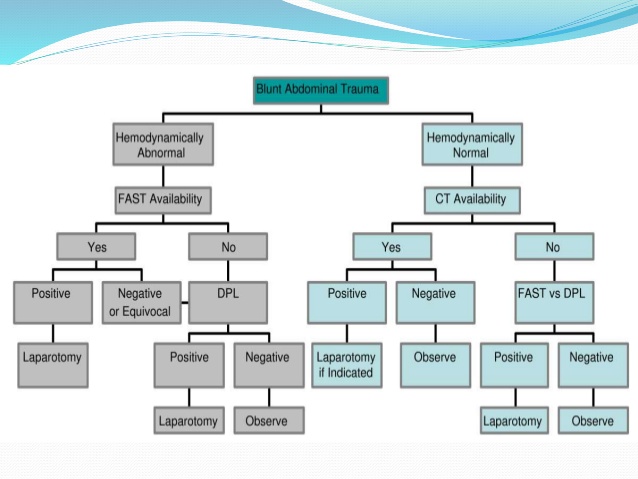 Blunt Abdominal Trauma
Hemodynamically
Abnormal
Hemodynamically
Normal
FAST Availability
CT Availability
Yes
No
Yes
No
Positive
Negative
or Equivocal
DPL
Positive
Negative
FAST vs DPL
Laparotomy
Positive
Negative
Laparotomy
if Indicated
Observe
Positive
Negative
Laparotomy
Observe
Laparotomy
Observe